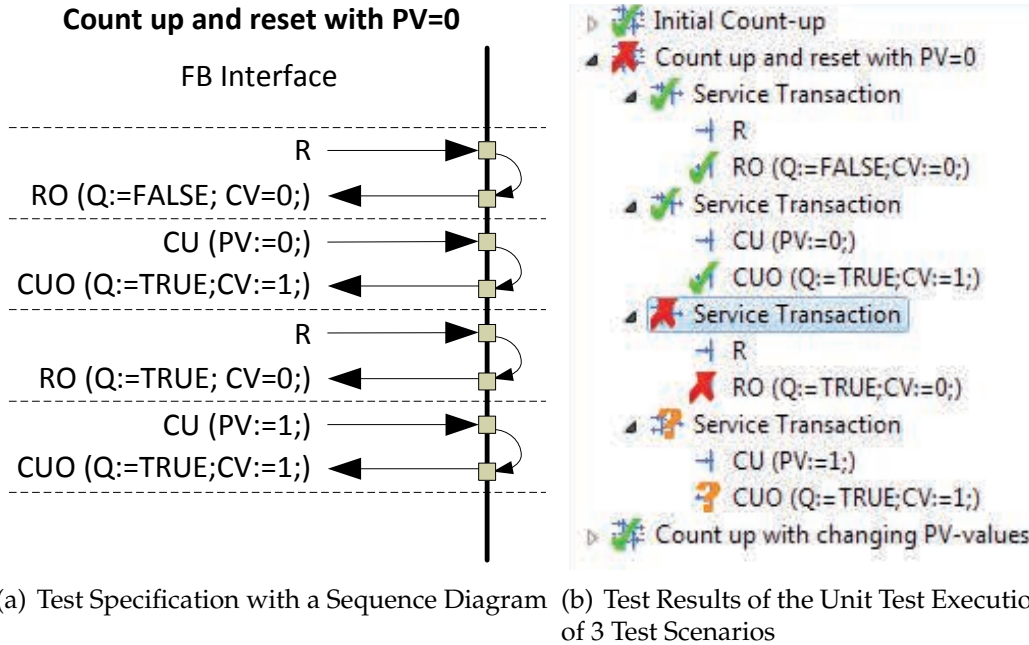 Count up and reset with PV=0
FB Interface
R
RO (Q:=FALSE; CV=0;)
CU (PV:=0;)
CUO (Q:=TRUE;CV:=1;)
R
RO (Q:=TRUE; CV=0;)
CU (PV:=1;)
CUO (Q:=TRUE;CV:=1;)
(a) Test Specification with a Sequence Diagram
Initial Count-up
Count up and reset with PV=0
Service Transaction
R
RO (Q:=FALSE;CV:=0;)
Service Transaction
CU (PV:=0;)
CUO (Q:=TRUE;CV:=1;)
Service Transaction
R
RO (Q:=TRUE;CV:=0;)
Service Transaction
CU (PV:=1;)
CUO (Q:=TRUE;CV:=1;)
Count up with changing PV-values
(b) Test Results of the Unit Test Executio
of 3 Test Scenarios